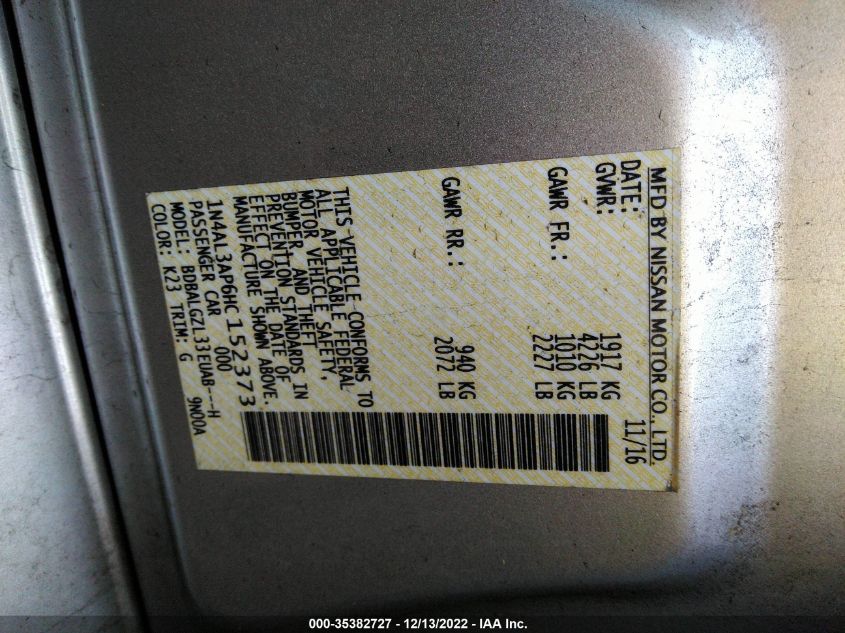 MFD BY NISSAN MOTOR CO., LTD.
DATE: 11/16
GVWR: 1917 KG
4226 LB
GAWR FR.: 1010 KG
2227 LB
GAWR RR.: 940 KG
2072 LB
THIS VEHICLE CONFORMS TO
ALL APPLICABLE FEDERAL
MOTOR VEHICLE SAFETY,
BUMPER AND THEFT
PREVENTION STANDARDS IN
EFFECT ON THE DATE OF
MANUFACTURE SHOWN ABOVE.
1N4AL3AP6HC152373
PASSENGER CAR 000
MODEL: BDBALGZL33EUAB---H
COLOR: K23 TRIM: G 9N00A
000-35382727 - 12/13/2022 - IAA Inc.